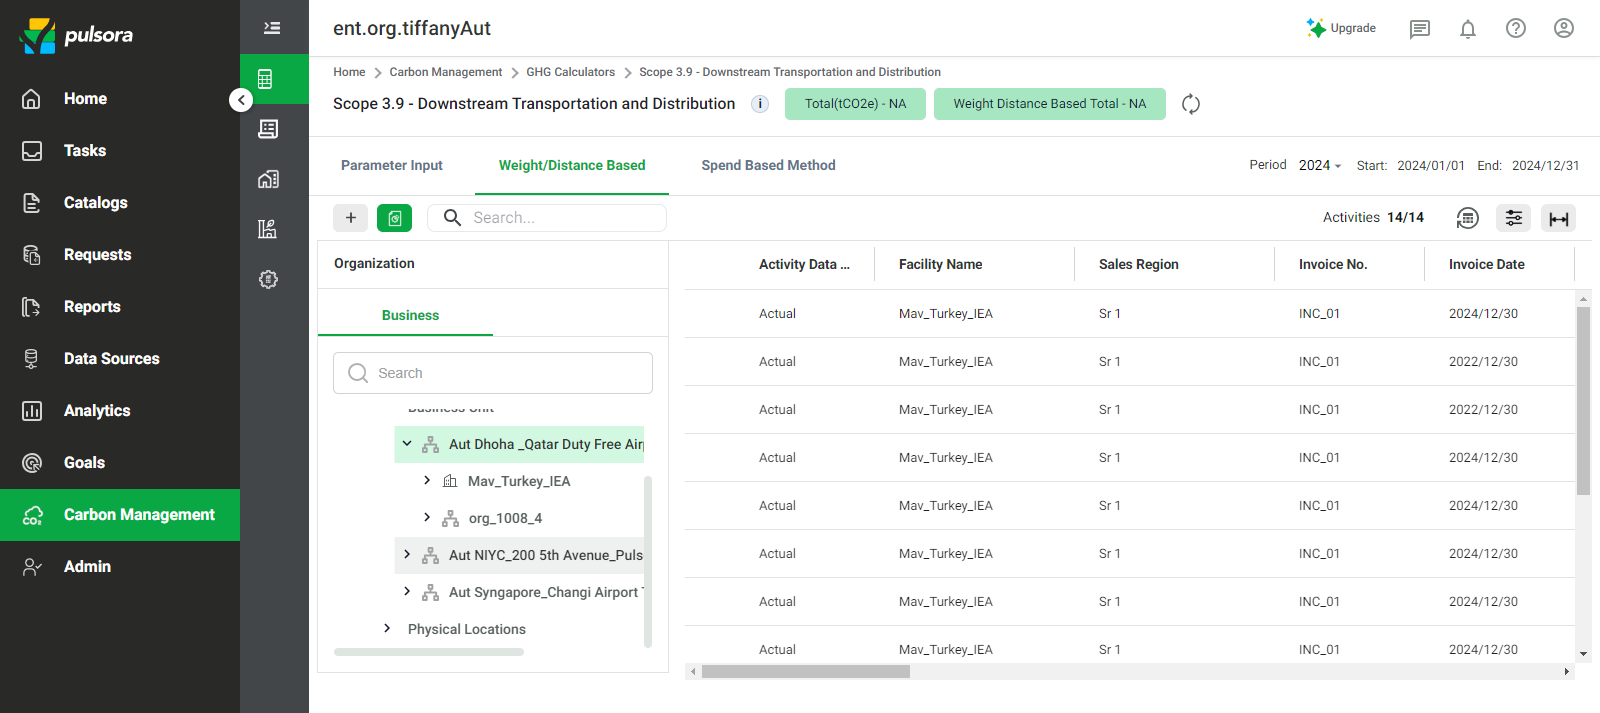 pulsora
Home
Tasks
Catalogs
Requests
Reports
Data Sources
Analytics
Goals
Carbon Management
Admin
ent.org.tiffanyAut
Upgrade
Home > Carbon Management > GHG Calculators > Scope 3.9 - Downstream Transportation and Distribution
Scope 3.9 - Downstream Transportation and Distribution
Total(tCO2e) - NA
Weight Distance Based Total - NA
Parameter Input
Weight/Distance Based
Spend Based Method
Period 2024 Start: 2024/01/01 End: 2024/12/31
Search...
Activities 14/14
Organization
Business
Search
Business Unit
Aut Dhoha _Qatar Duty Free Air
Mav_Turkey_IEA
org_1008_4
Aut NIYC_200 5th Avenue_Puls
Aut Syngapore_Changi Airport T
Physical Locations
Activity Data ... Facility Name Sales Region Invoice No. Invoice Date
Actual Mav_Turkey_IEA Sr 1 INC_01 2024/12/30
Actual Mav_Turkey_IEA Sr 1 INC_01 2022/12/30
Actual Mav_Turkey_IEA Sr 1 INC_01 2022/12/30
Actual Mav_Turkey_IEA Sr 1 INC_01 2024/12/30
Actual Mav_Turkey_IEA Sr 1 INC_01 2024/12/30
Actual Mav_Turkey_IEA Sr 1 INC_01 2024/12/30
Actual Mav_Turkey_IEA Sr 1 INC_01 2024/12/30
Actual Mav_Turkey_IEA Sr 1 INC_01 2024/12/30